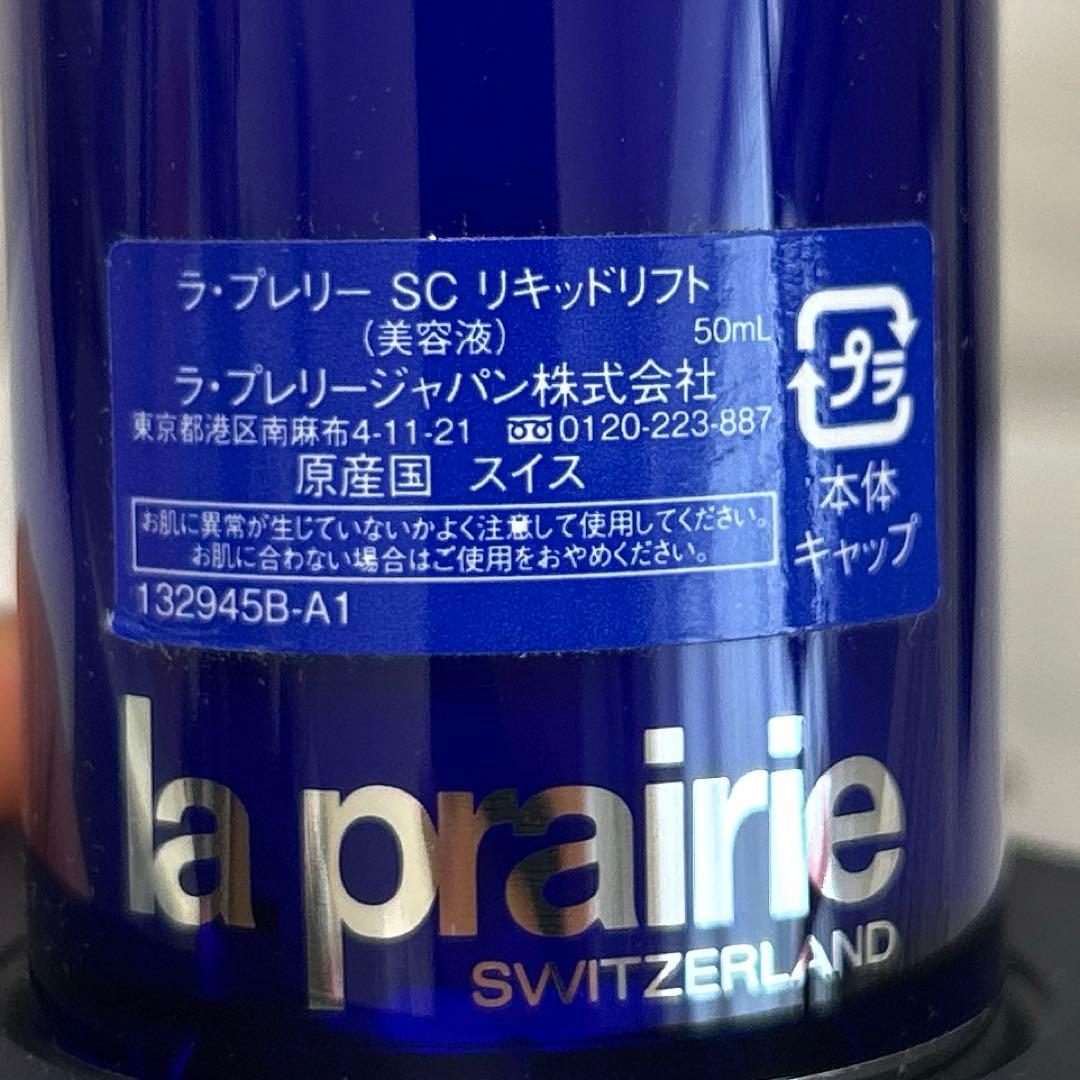 ラ・プレリー SC リキッドリフト
(美容液) 50mL
ラ・プレリージャパン株式会社
東京都港区南麻布4-11-21 0120-223-887
原産国 スイス
お肌に異常が生じていないかよく注意して使用してください。
お肌に合わない場合はご使用をおやめください。
132945B-A1
プラ
本体
キャップ
la prairie
SWITZERLAND